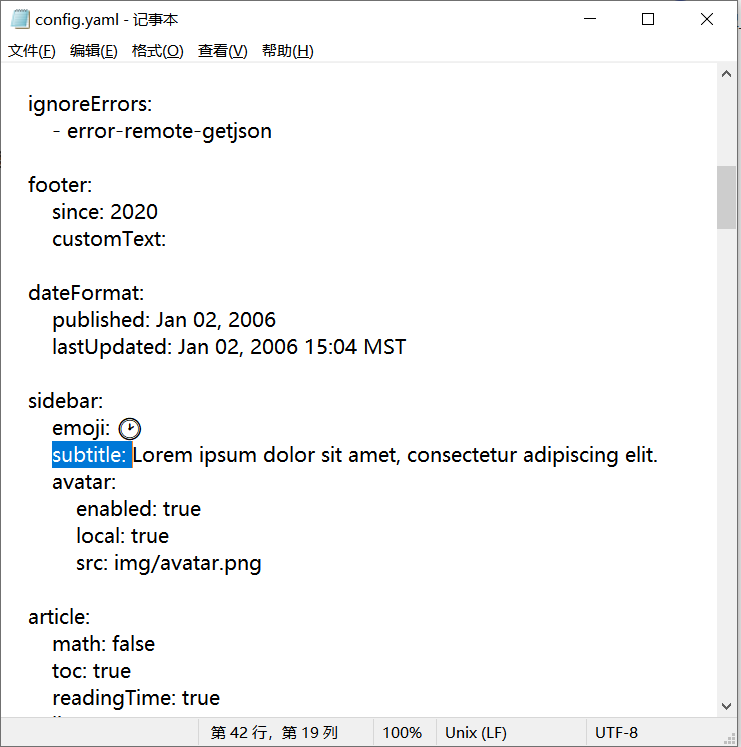 config.yaml - 记事本
文件(F) 编辑(E) 格式(O) 查看(V) 帮助(H)
ignoreErrors:
- error-remote-getjson
footer:
since: 2020
customText:
dateFormat:
published: Jan 02, 2006
lastUpdated: Jan 02, 2006 15:04 MST
sidebar:
emoji: 🕑
subtitle: Lorem ipsum dolor sit amet, consectetur adipiscing elit.
avatar:
enabled: true
local: true
src: img/avatar.png
article:
math: false
toc: true
readingTime: true
第 42 行，第 19 列 100% Unix (LF) UTF-8